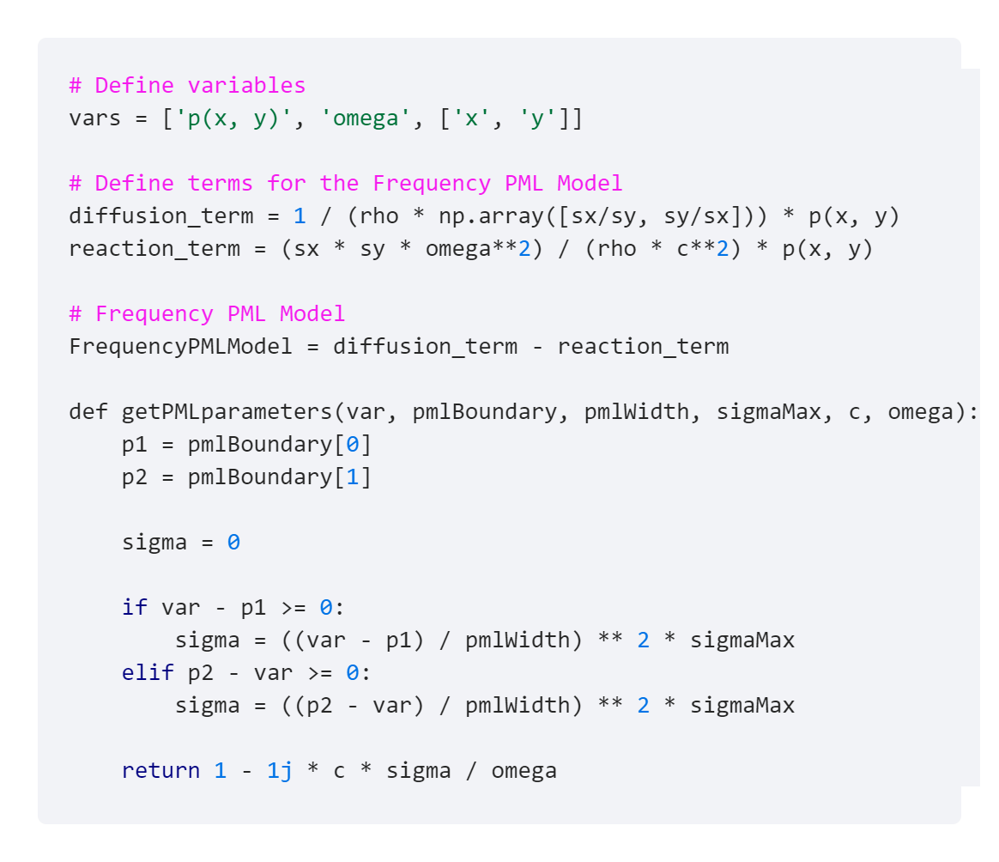 # Define variables
vars = ['p(x, y)', 'omega', ['x', 'y']]
# Define terms for the Frequency PML Model
diffusion_term = 1 / (rho * np.array([sx/sy, sy/sx])) * p(x, y)
reaction_term = (sx * sy * omega**2) / (rho * c**2) * p(x, y)
# Frequency PML Model
FrequencyPMLModel = diffusion_term - reaction_term
def getPMLparameters(var, pmlBoundary, pmlWidth, sigmaMax, c, omega):
    p1 = pmlBoundary[0]
    p2 = pmlBoundary[1]
    sigma = 0
    if var - p1 >= 0:
        sigma = ((var - p1) / pmlWidth) ** 2 * sigmaMax
    elif p2 - var >= 0:
        sigma = ((p2 - var) / pmlWidth) ** 2 * sigmaMax
    return 1 - 1j * c * sigma / omega